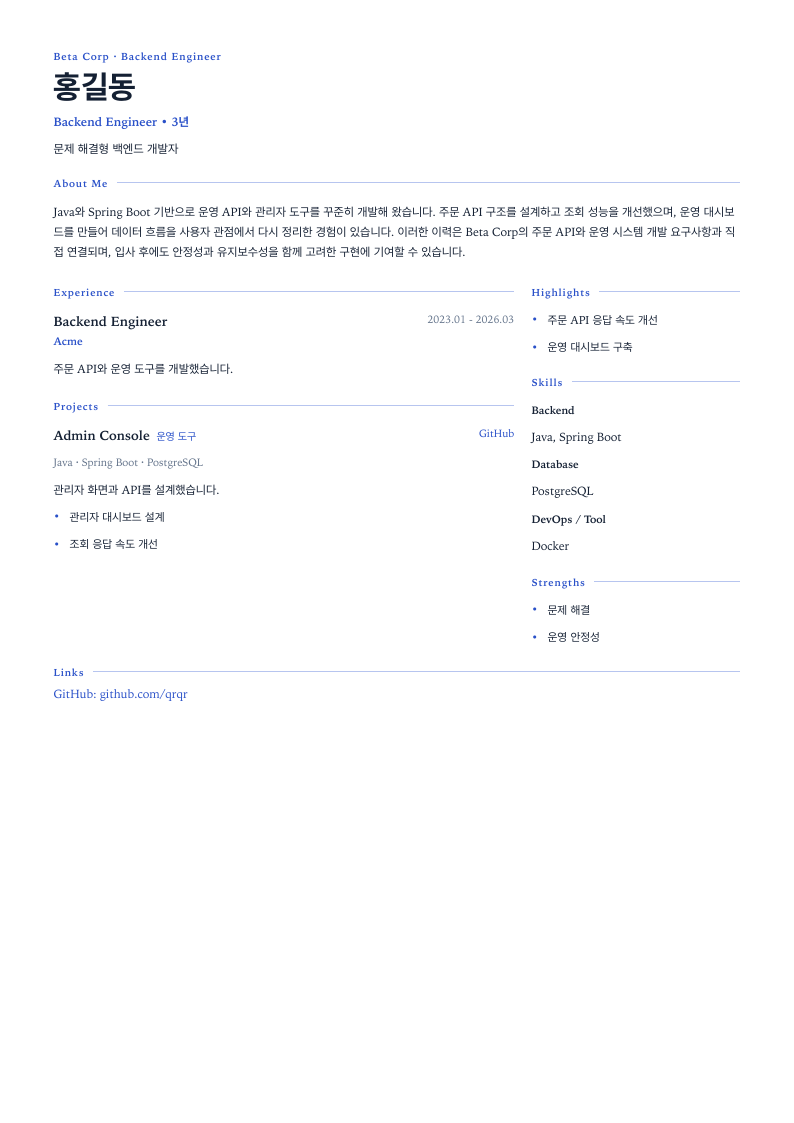 Beta Corp · Backend Engineer
홍길동
Backend Engineer • 3년
문제 해결형 백엔드 개발자
About Me
Java와 Spring Boot 기반으로 운영 API와 관리자 도구를 꾸준히 개발해 왔습니다. 주문 API 구조를 설계하고 조회 성능을 개선했으며, 운영 대시보
드를 만들어 데이터 흐름을 사용자 관점에서 다시 정리한 경험이 있습니다. 이러한 이력은 Beta Corp의 주문 API와 운영 시스템 개발 요구사항과 직
접 연결되며, 입사 후에도 안정성과 유지보수성을 함께 고려한 구현에 기여할 수 있습니다.
Experience
Backend Engineer 2023.01 - 2026.03
Acme
주문 API와 운영 도구를 개발했습니다.
Projects
Admin Console 운영 도구 GitHub
Java · Spring Boot · PostgreSQL
관리자 화면과 API를 설계했습니다.
• 관리자 대시보드 설계
• 조회 응답 속도 개선
Highlights
• 주문 API 응답 속도 개선
• 운영 대시보드 구축
Skills
Backend
Java, Spring Boot
Database
PostgreSQL
DevOps / Tool
Docker
Strengths
• 문제 해결
• 운영 안정성
Links
GitHub: github.com/qrqr